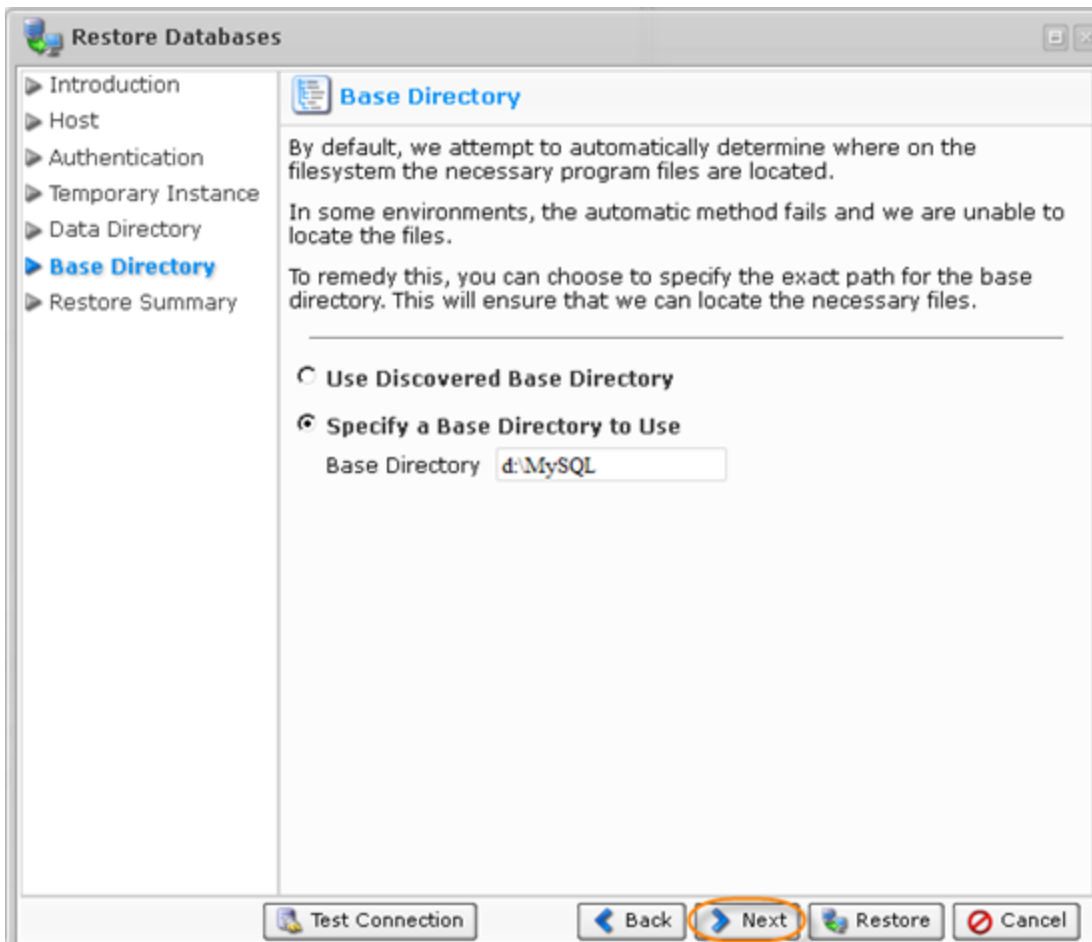 Restore Databases
Introduction
Host
Authentication
Temporary Instance
Data Directory
Base Directory
Restore Summary
Base Directory
By default, we attempt to automatically determine where on the
filesystem the necessary program files are located.
In some environments, the automatic method fails and we are unable to
locate the files.
To remedy this, you can choose to specify the exact path for the base
directory. This will ensure that we can locate the necessary files.
Use Discovered Base Directory
Specify a Base Directory to Use
Base Directory d:\MySQL
Test Connection Back Next Restore Cancel